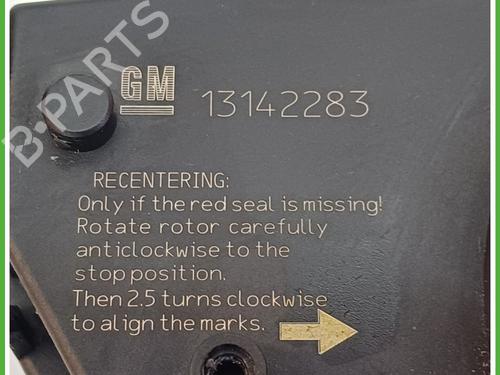 B-PARTS
GM 13142283
RECENTERING:
Only if the red seal is missing!
Rotate rotor carefully
anticlockwise to the
stop position.
Then 2.5 turns clockwise
to align the marks.